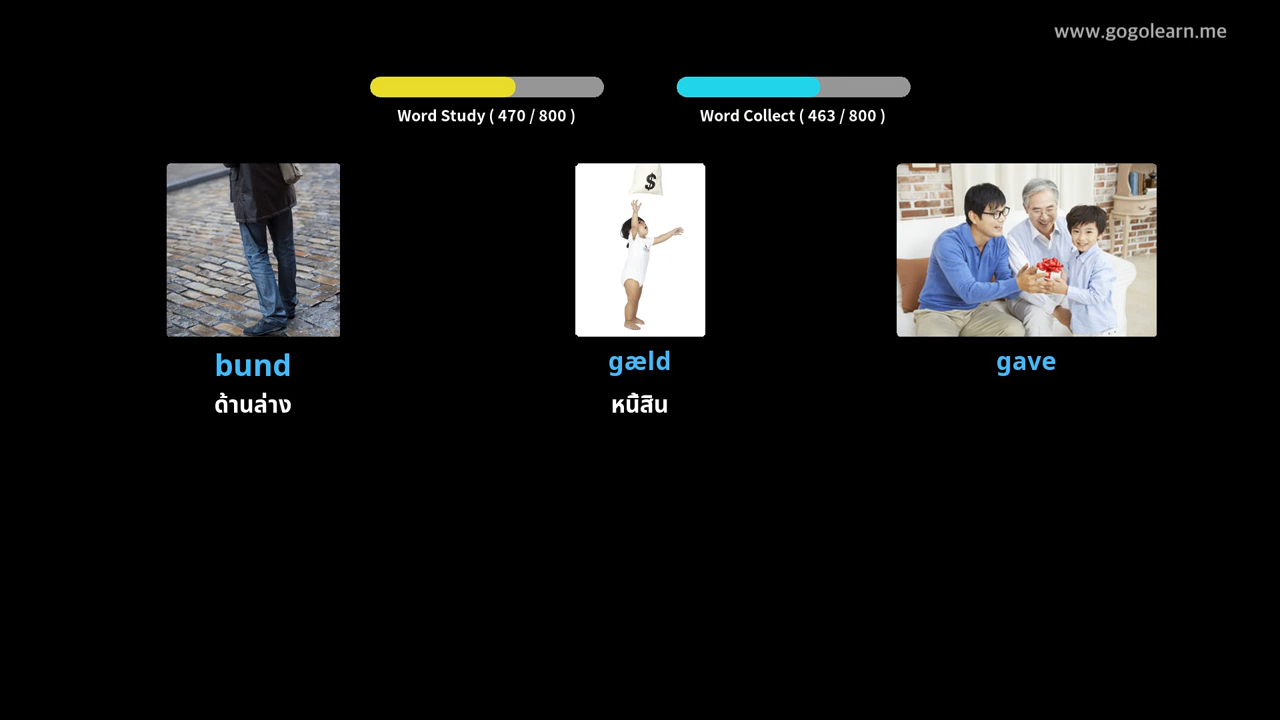 www.gogolearn.me
Word Study ( 470 / 800 )
Word Collect ( 463 / 800 )
$
bund
gæld
gave
ด้านล่าง
หนี้สิน